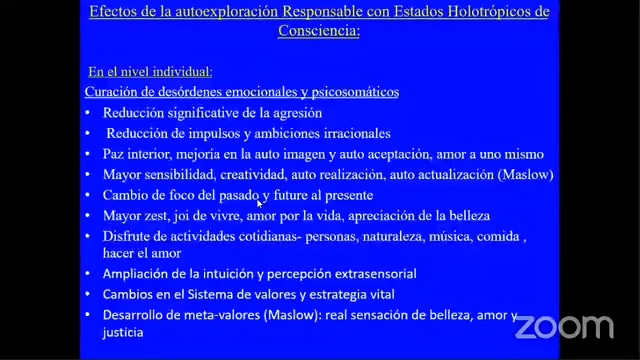 Efectos de la autoexploración Responsable con Estados Holotrópicos de
Consciencia:
En el nivel individual:
Curación de desórdenes emocionales y psicosomáticos
• Reducción significative de la agresión
• Reducción de impulsos y ambiciones irracionales
• Paz interior, mejoría en la auto imagen y auto aceptación, amor a uno mismo
• Mayor sensibilidad, creatividad, auto realización, auto actualización (Maslow)
• Cambio de foco del pasado y future al presente
• Mayor zest, joi de vivre, amor por la vida, apreciación de la belleza
• Disfrute de actividades cotidianas- personas, naturaleza, música, comida ,
hacer el amor
• Ampliación de la intuición y percepción extrasensorial
• Cambios en el Sistema de valores y estrategia vital
• Desarrollo de meta-valores (Maslow): real sensación de belleza, amor y
justicia
zoom